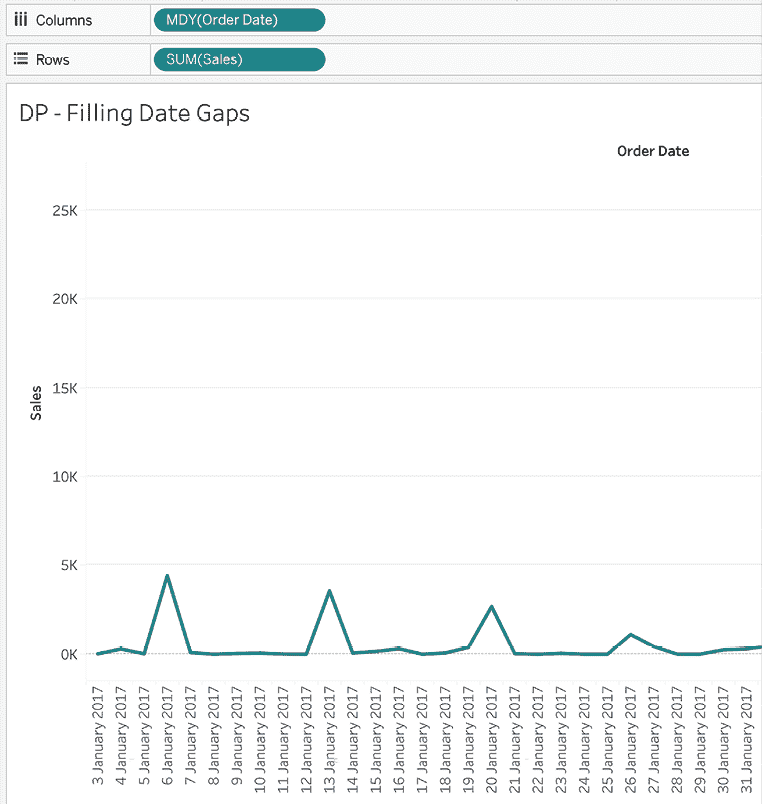 Columns MDY(Order Date)
Rows SUM(Sales)
DP - Filling Date Gaps
Order Date
25K
20K
15K
10K
5K
0K
Sales
3 January 2017
4 January 2017
5 January 2017
6 January 2017
7 January 2017
8 January 2017
9 January 2017
10 January 2017
11 January 2017
12 January 2017
13 January 2017
14 January 2017
15 January 2017
16 January 2017
17 January 2017
18 January 2017
19 January 2017
20 January 2017
21 January 2017
22 January 2017
23 January 2017
24 January 2017
25 January 2017
26 January 2017
27 January 2017
28 January 2017
29 January 2017
30 January 2017
31 January 2017